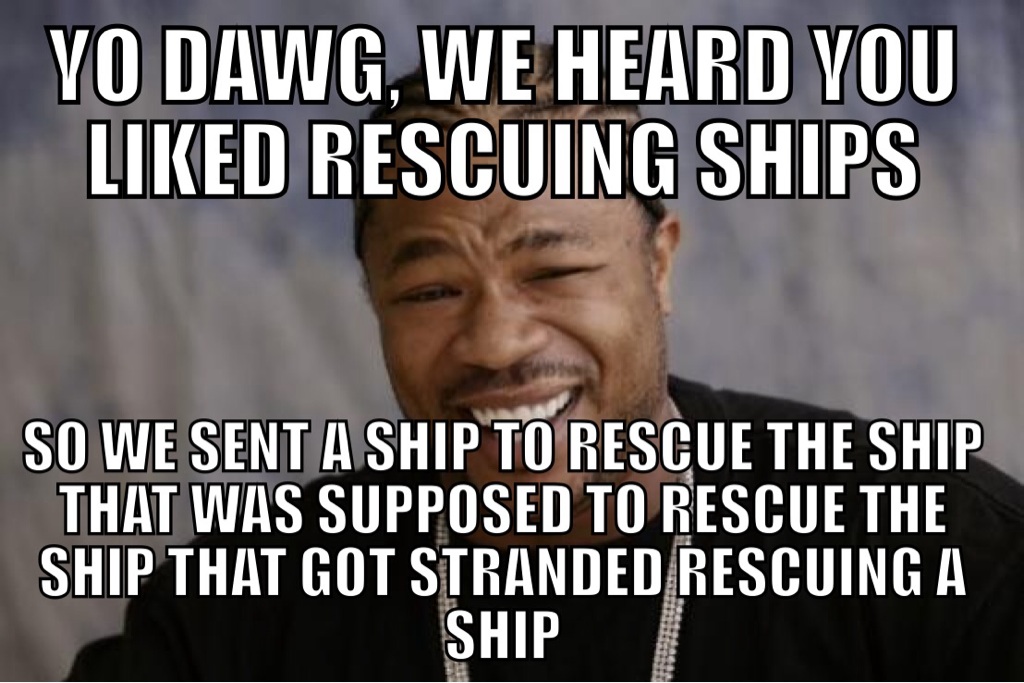 YO DAWG, WE HEARD YOU
LIKED RESCUING SHIPS
SO WE SENT A SHIP TO RESCUE THE SHIP
THAT WAS SUPPOSED TO RESCUE THE
SHIP THAT GOT STRANDED RESCUING A
SHIP